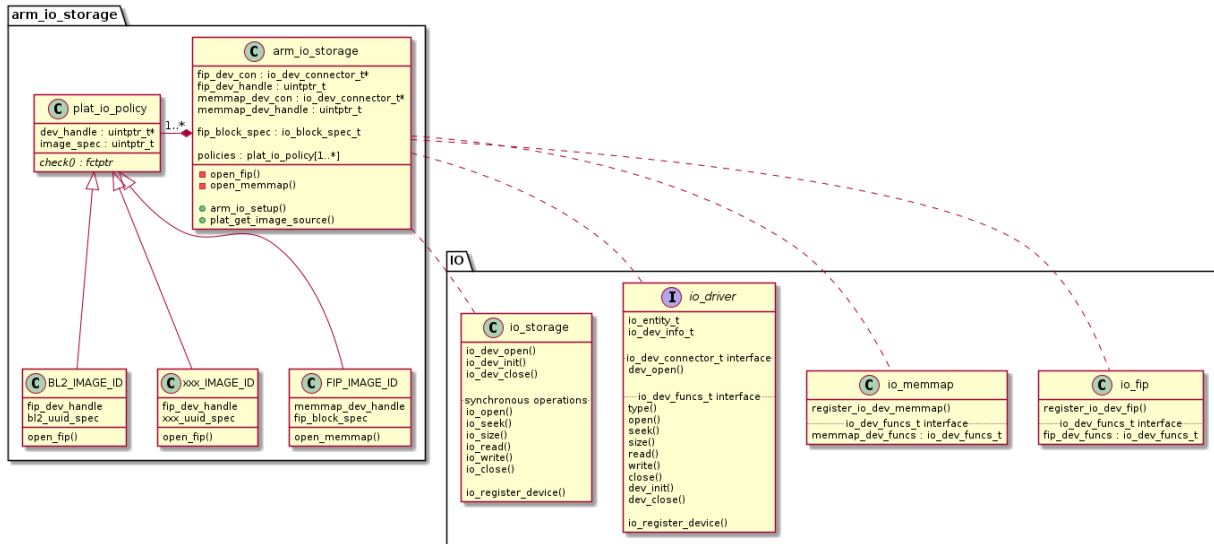 arm_io_storage
C arm_io_storage
fip_dev_con : io_dev_connector_t*
fip_dev_handle : uintptr_t
memmap_dev_con : io_dev_connector_t*
memmap_dev_handle : uintptr_t
fip_block_spec : io_block_spec_t
policies : plat_io_policy[1..*]
open_fip()
open_memmap()
arm_io_setup()
plat_get_image_source()
C plat_io_policy
dev_handle : uintptr_t*
image_spec : uintptr_t
check() : fctptr
1..*
C BL2_IMAGE_ID
fip_dev_handle
bl2_uuid_spec
open_fip()
C xxx_IMAGE_ID
fip_dev_handle
xxx_uuid_spec
open_fip()
C FIP_IMAGE_ID
memmap_dev_handle
fip_block_spec
open_memmap()
IO
C io_storage
io_dev_open()
io_dev_init()
io_dev_close()
synchronous operations
io_open()
io_seek()
io_size()
io_read()
io_write()
io_close()
io_register_device()
I io_driver
io_entity_t
io_dev_info_t
io_dev_connector_t interface
dev_open()
io_dev_funcs_t interface
type()
open()
seek()
size()
read()
write()
close()
dev_init()
dev_close()
io_register_device()
C io_memmap
register_io_dev_memmap()
io_dev_funcs_t interface
memmap_dev_funcs : io_dev_funcs_t
C io_fip
register_io_dev_fip()
io_dev_funcs_t interface
fip_dev_funcs : io_dev_funcs_t